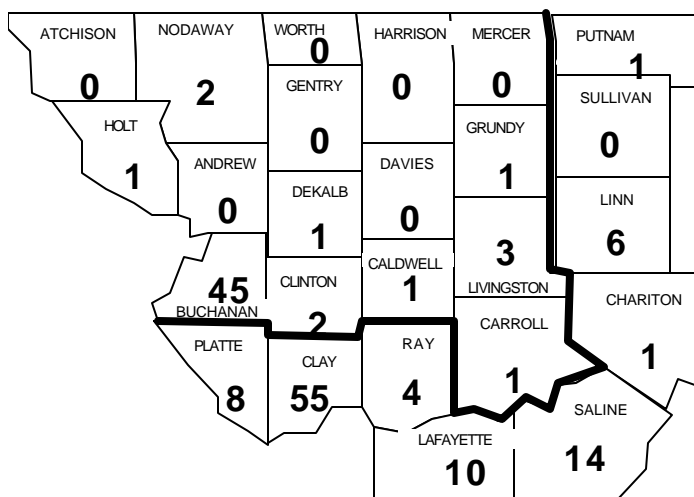 ATCHISON
0
NODAWAY
2
WORTH
0
HARRISON
0
MERCER
0
PUTNAM
1
HOLT
1
GENTRY
0
GRUNDY
1
SULLIVAN
0
ANDREW
0
DEKALB
1
DAVIES
0
3
LIVINGSTON
LINN
6
45
BUCHANAN
CLINTON
2
CALDWELL
1
CARROLL
1
CHARITON
1
PLATTE
8
CLAY
55
RAY
4
LAFAYETTE
10
SALINE
14